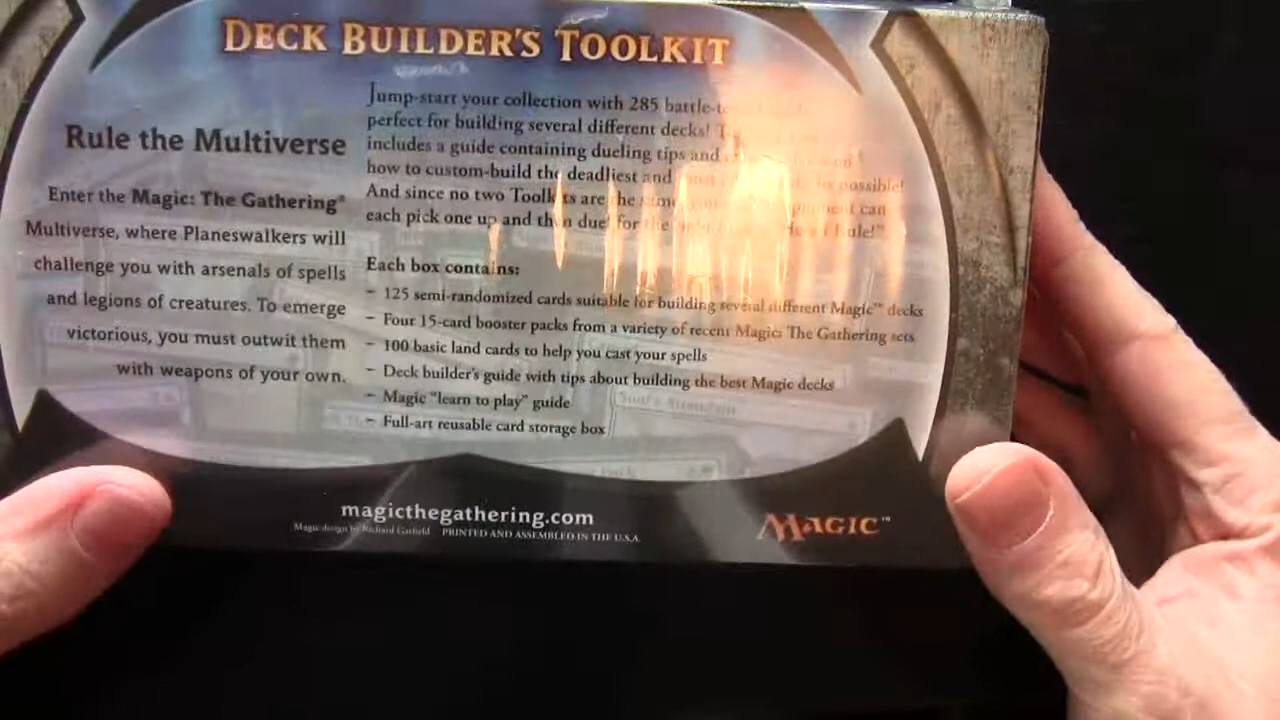 DECK BUILDER'S TOOLKIT
Rule the Multiverse
Enter the Magic: The Gathering®
Multiverse, where Planeswalkers will
challenge you with arsenals of spells
and legions of creatures. To emerge
victorious, you must outwit them
with weapons of your own.
Jump-start your collection with 285
perfect for building several different decks!
includes a guide containing dueling tips and
how to custom-build the deadliest and possible!
And since no two Toolkits are the same can
each pick one up and then duel for the
Each box contains:
– 125 semi-randomized cards suitable for building several different Magic™ decks
– Four 15-card booster packs from a variety of recent Magic: The Gathering sets
– 100 basic land cards to help you cast your spells
– Deck builder's guide with tips about building the best Magic decks
– Magic "learn to play" guide
– Full-art reusable card storage box
magicthegathering.com
Magic design by Richard Garfield PRINTED AND ASSEMBLED IN THE U.S.A.
MAGIC™